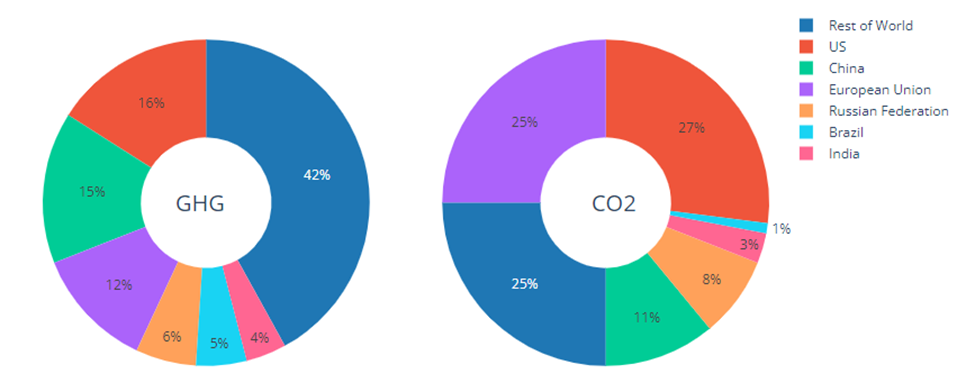 Rest of World
US
China
European Union
Russian Federation
Brazil
India
GHG
42%
16%
15%
12%
6%
5%
4%
CO2
27%
1%
3%
8%
11%
25%
25%